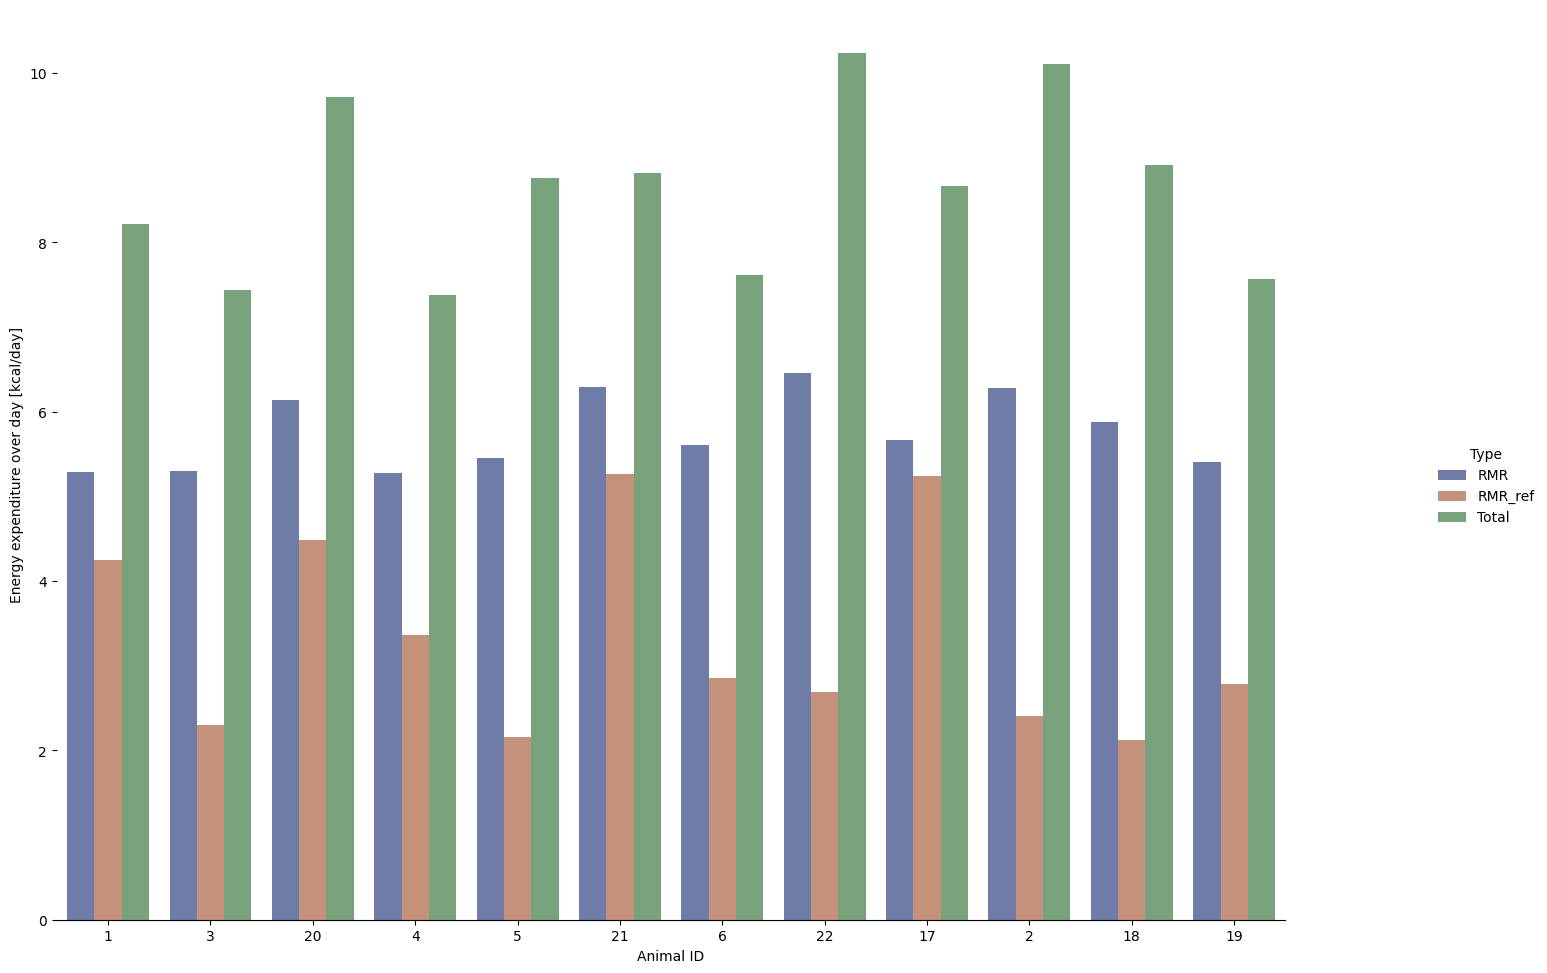 Energy expenditure over day [kcal/day]
10
8
6
4
2
0
1 3 20 4 5 21 6 22 17 2 18 19
Animal ID
Type
RMR
RMR_ref
Total